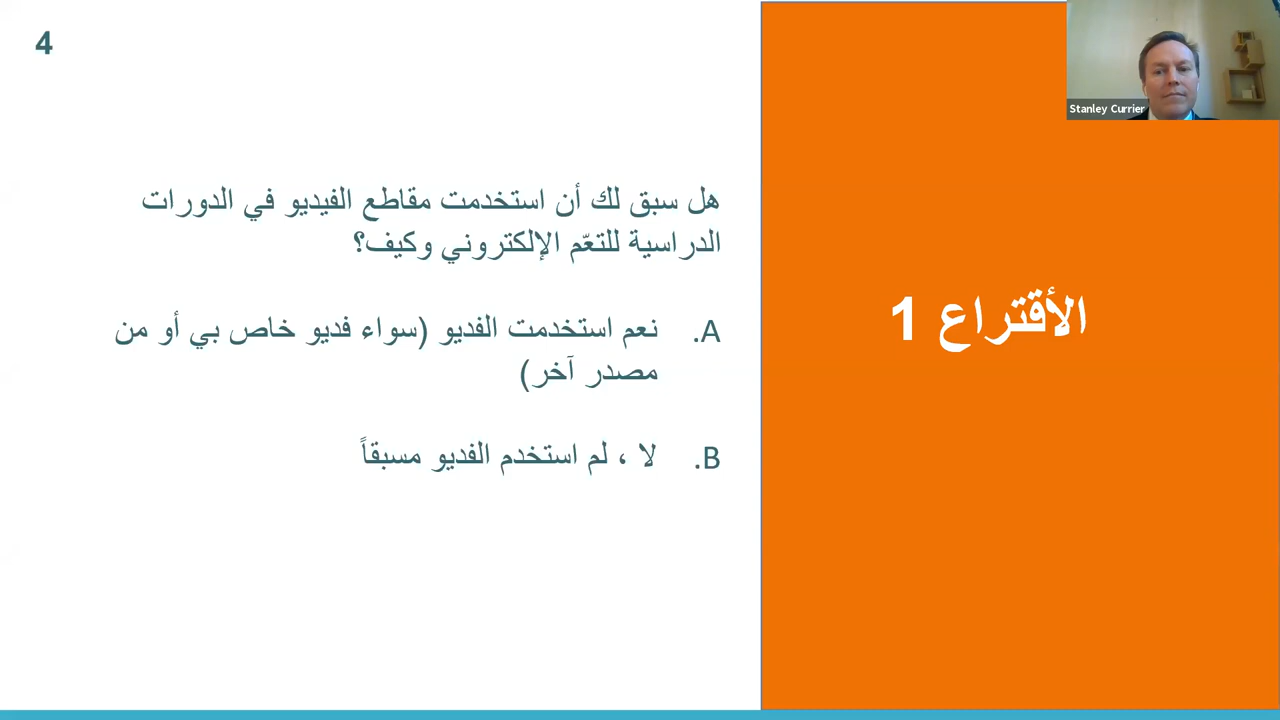 4
Stanley Currier
الأقتراع 1
هل سبق لك أن استخدمت مقاطع الفيديو في الدورات
الدراسية للتعّم الإلكتروني وكيف؟
A. نعم استخدمت الفديو (سواء فديو خاص بي أو من
مصدر آخر)
B. لا ، لم استخدم الفديو مسبقاً